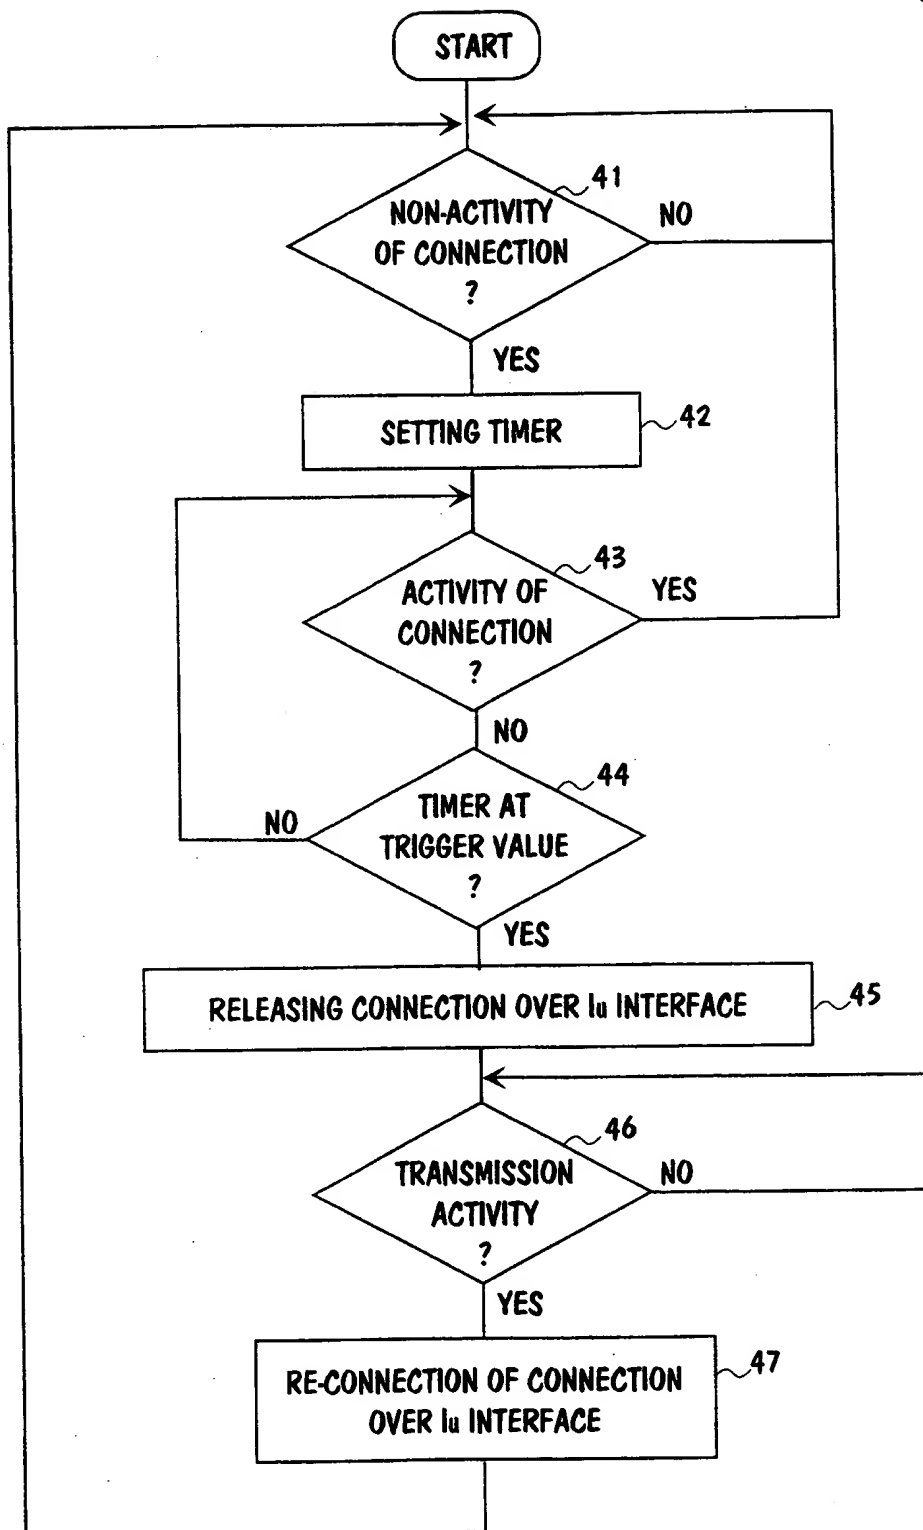 START
41
NON-ACTIVITY
OF CONNECTION
?
NO
YES
SETTING TIMER
42
43
ACTIVITY OF
CONNECTION
?
YES
NO
44
TIMER AT
TRIGGER VALUE
?
NO
YES
RELEASING CONNECTION OVER Iu INTERFACE
45
46
TRANSMISSION
ACTIVITY
?
NO
YES
47
RE-CONNECTION OF CONNECTION
OVER Iu INTERFACE